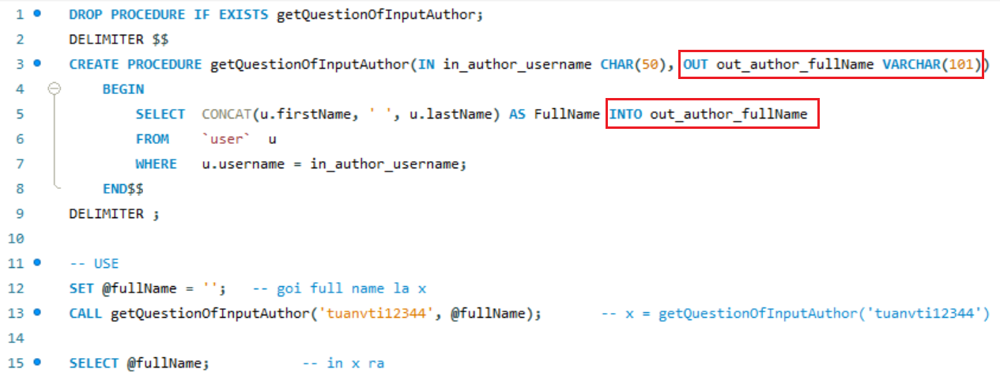 1 DROP PROCEDURE IF EXISTS getQuestionOfInputAuthor;
2 DELIMITER $$
3 CREATE PROCEDURE getQuestionOfInputAuthor(IN in_author_username CHAR(50), OUT out_author_fullName VARCHAR(101))
4 BEGIN
5 SELECT CONCAT(u.firstName, ' ', u.lastName) AS FullName INTO out_author_fullName
6 FROM `user` u
7 WHERE u.username = in_author_username;
8 END$$
9 DELIMITER ;
10
11 -- USE
12 SET @fullName = ''; -- goi full name la x
13 CALL getQuestionOfInputAuthor('tuanvti12344', @fullName); -- x = getQuestionOfInputAuthor('tuanvti12344')
14
15 SELECT @fullName; -- in x ra